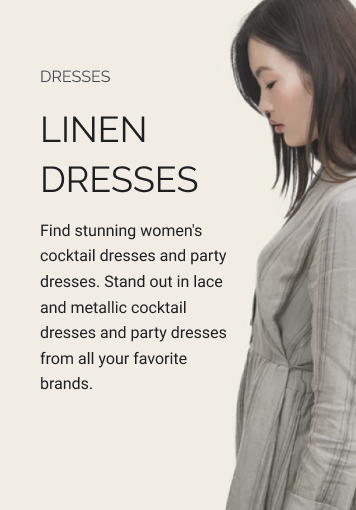 DRESSES
LINEN
DRESSES
Find stunning women's
cocktail dresses and party
dresses. Stand out in lace
and metallic cocktail
dresses and party dresses
from all your favorite
brands.